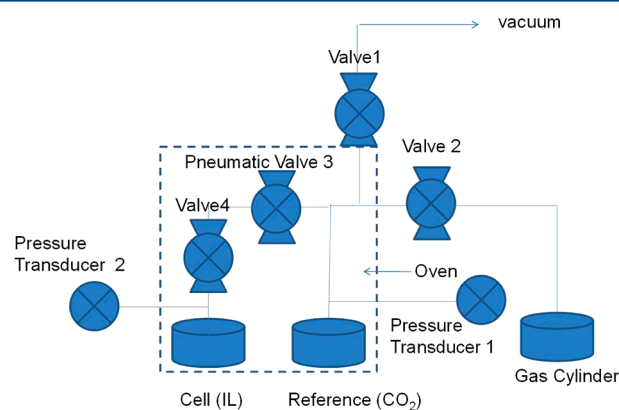 vacuum
Valve1
Valve 2
Pneumatic Valve 3
Valve4
Pressure
Transducer 2
Oven
Pressure
Transducer 1
Gas Cylinder
Cell (IL)
Reference (CO₂)